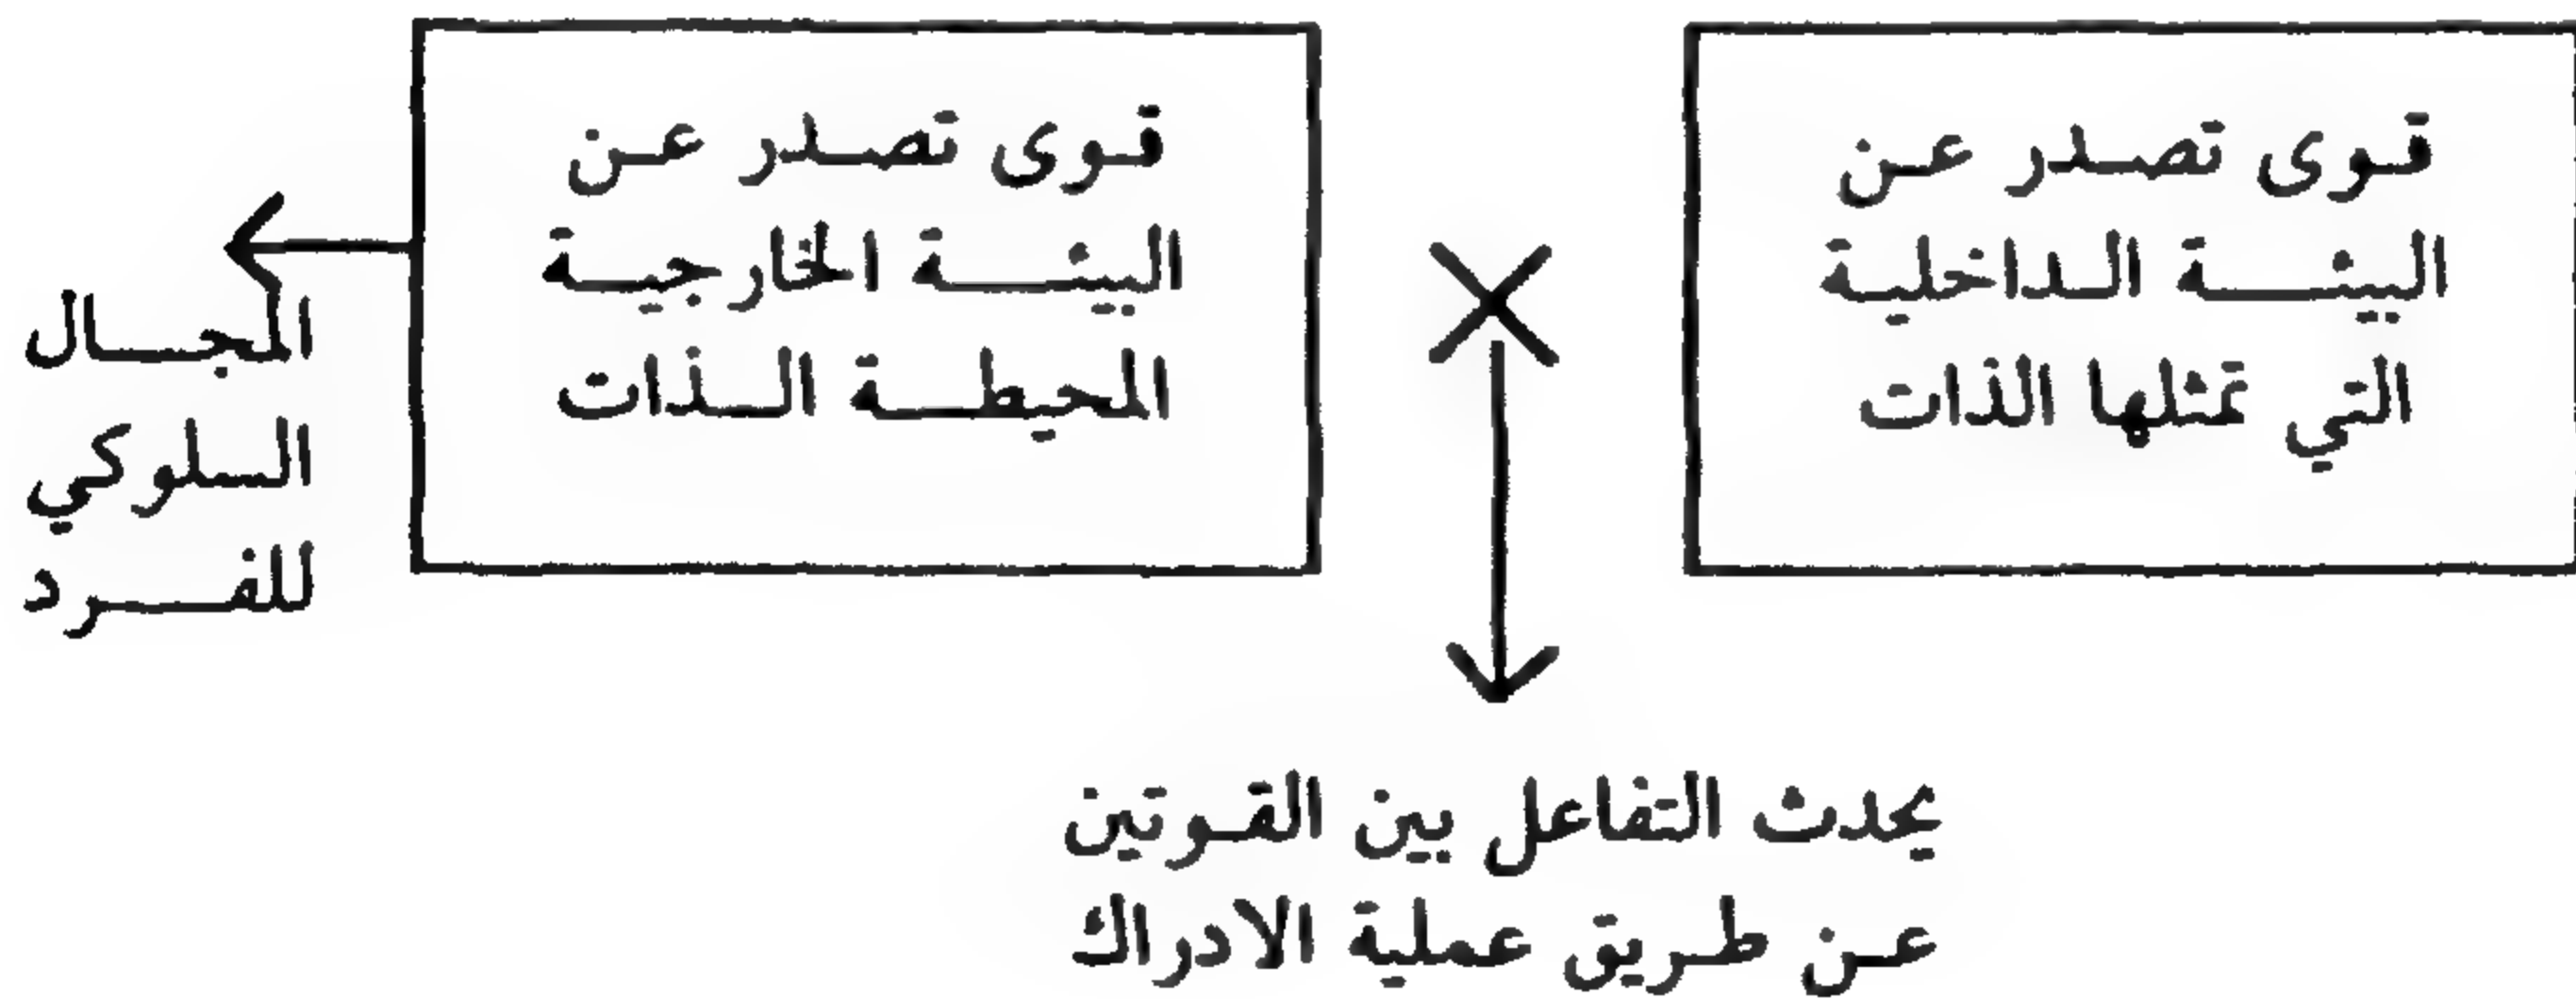 قوى تصدر عن
البيئة الداخلية
التي تمثلها الذات
×
قوى تصدر عن
البيئة الخارجية
المحيطة الذات
المجال
السلوكي
للفرد
يحدث التفاعل بين القوتين
عن طريق عملية الادراك